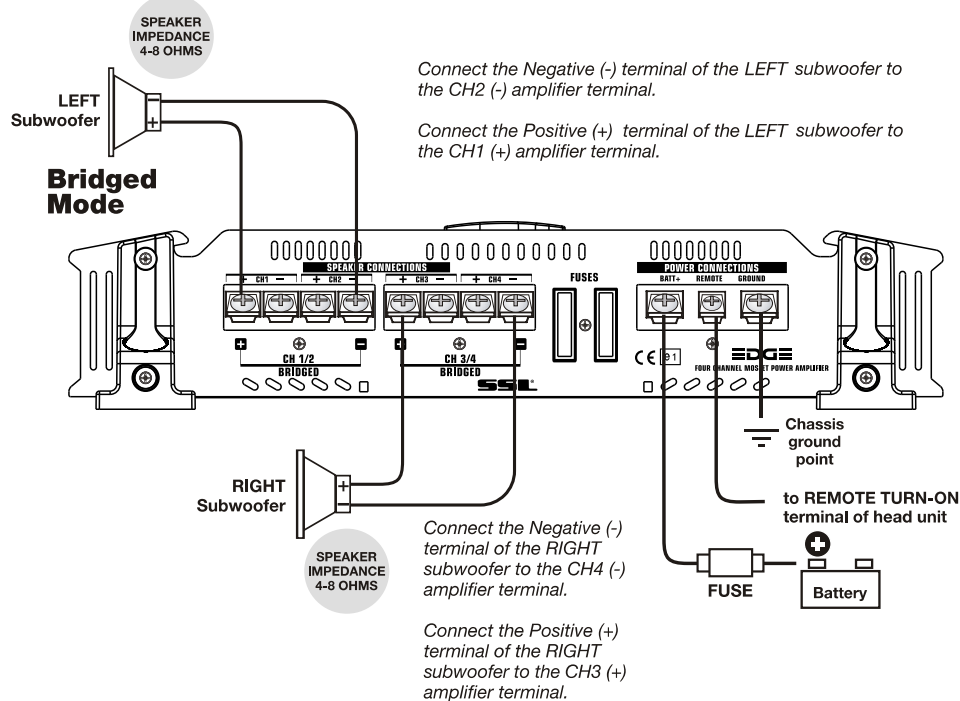 SPEAKER
IMPEDANCE
4-8 OHMS
Connect the Negative (-) terminal of the LEFT subwoofer to
the CH2 (-) amplifier terminal.
Connect the Positive (+) terminal of the LEFT subwoofer to
the CH1 (+) amplifier terminal.
LEFT
Subwoofer
−
+
Bridged
Mode
SPEAKER CONNECTIONS
+ CH1 − + CH2 − + CH3 − + CH4 −
FUSES
POWER CONNECTIONS
BATT+ REMOTE GROUND
+ CH 1/2 −
BRIDGED
+ CH 3/4 −
BRIDGED
SSL
CE e1
EDGE
FOUR CHANNEL MOSFET POWER AMPLIFIER
Chassis
ground
point
RIGHT
Subwoofer
+
−
to REMOTE TURN-ON
terminal of head unit
SPEAKER
IMPEDANCE
4-8 OHMS
Connect the Negative (-)
terminal of the RIGHT
subwoofer to the CH4 (-)
amplifier terminal.
FUSE
+
Battery
Connect the Positive (+)
terminal of the RIGHT
subwoofer to the CH3 (+)
amplifier terminal.